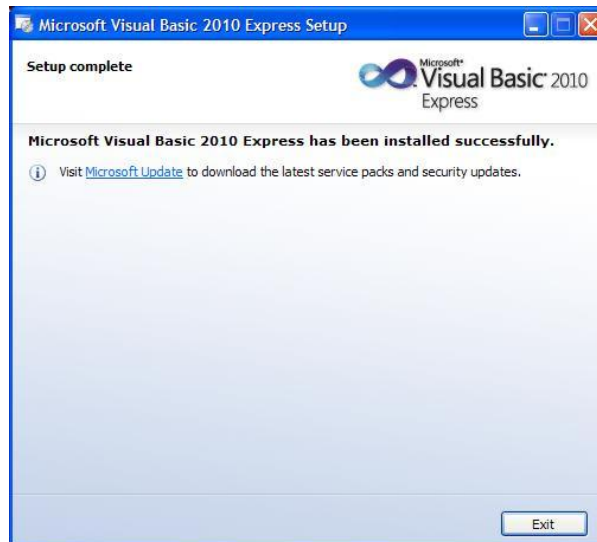 Microsoft Visual Basic 2010 Express Setup
Setup complete
Microsoft®
Visual Basic® 2010
Express
Microsoft Visual Basic 2010 Express has been installed successfully.
Visit Microsoft Update to download the latest service packs and security updates.
Exit